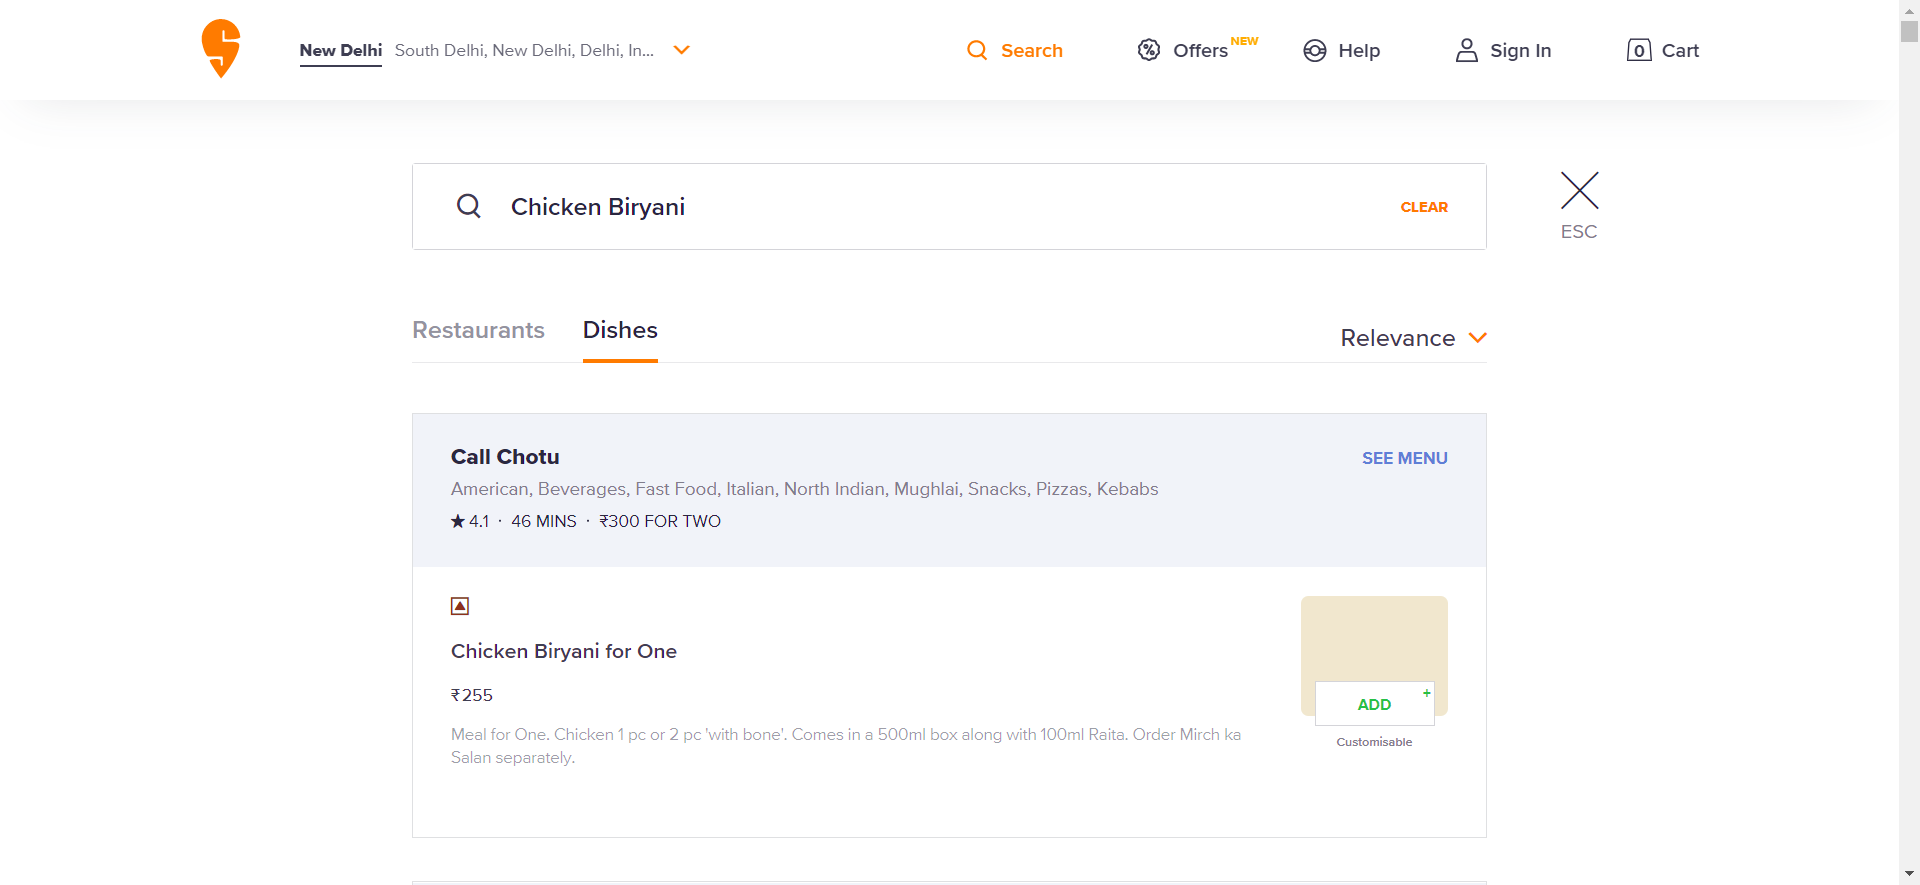 New Delhi South Delhi, New Delhi, Delhi, In...
Search
Offers NEW
Help
Sign In
0 Cart
Chicken Biryani
CLEAR
ESC
Restaurants
Dishes
Relevance
Call Chotu
SEE MENU
American, Beverages, Fast Food, Italian, North Indian, Mughlai, Snacks, Pizzas, Kebabs
★ 4.1 · 46 MINS · ₹300 FOR TWO
Chicken Biryani for One
₹255
Meal for One. Chicken 1 pc or 2 pc 'with bone'. Comes in a 500ml box along with 100ml Raita. Order Mirch ka
Salan separately.
ADD +
Customisable